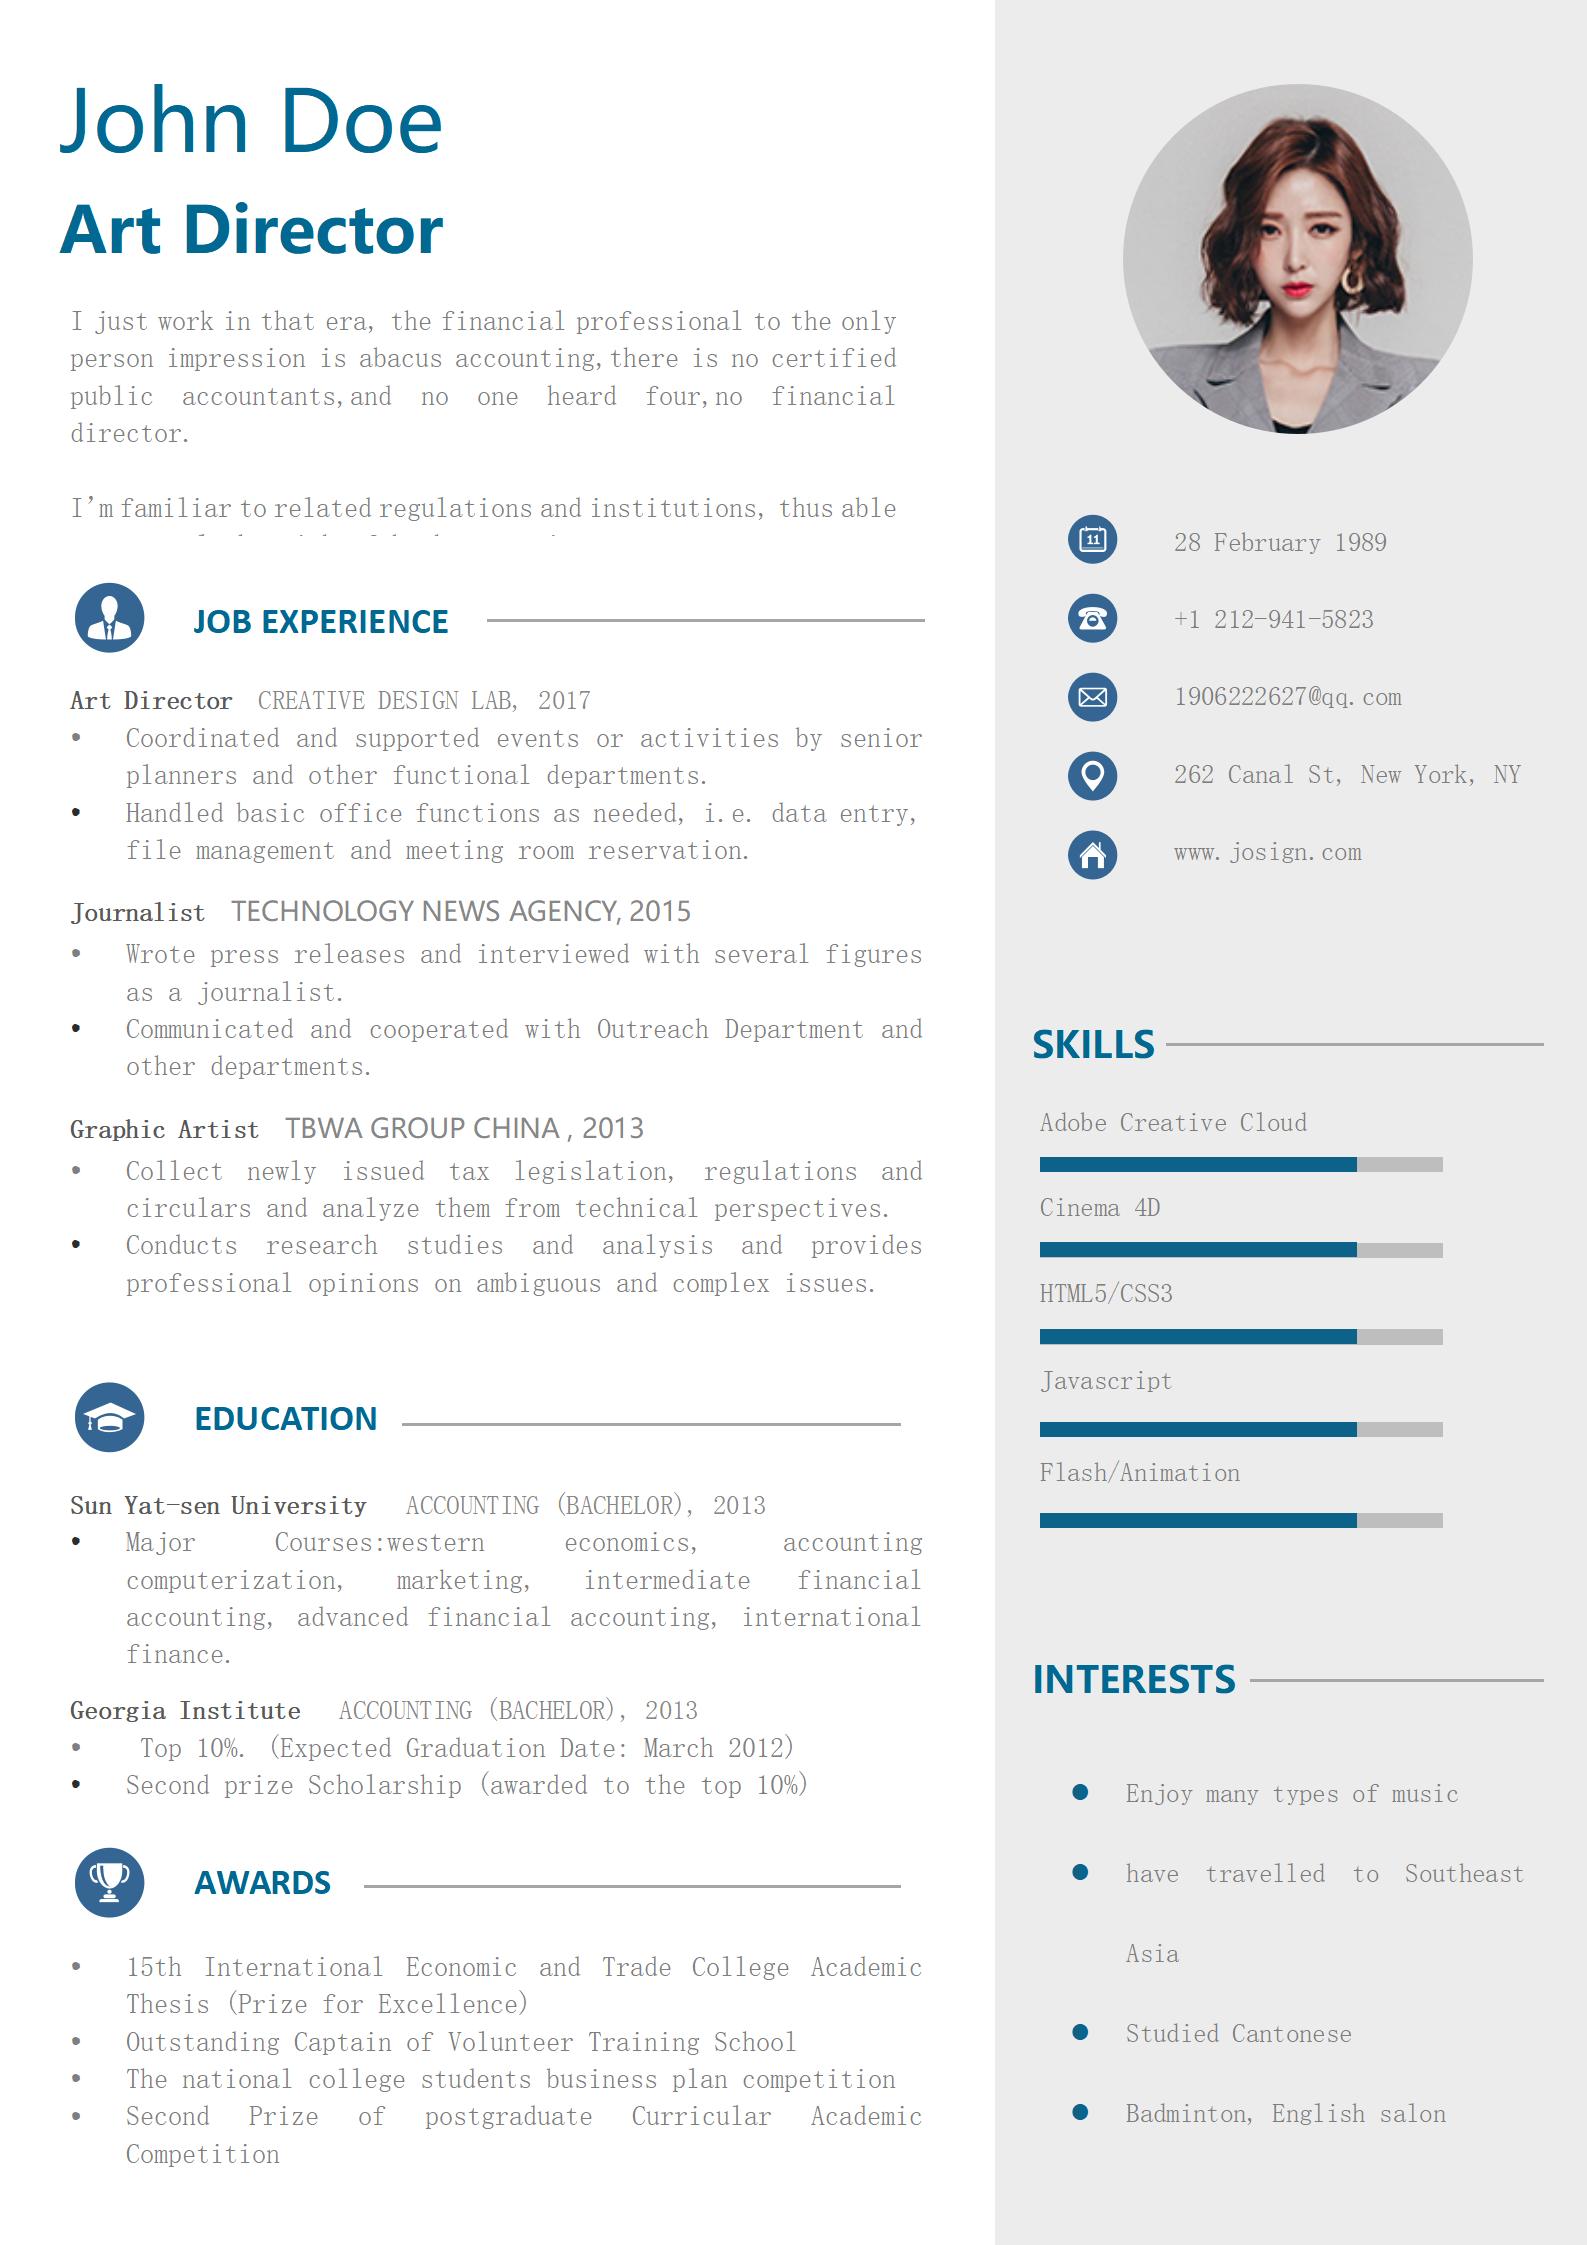 John Doe
Art Director
I just work in that era, the financial professional to the only
person impression is abacus accounting,there is no certified
public accountants,and no one heard four,no financial
director.
I'm familiar to related regulations and institutions, thus able
JOB EXPERIENCE
Art Director CREATIVE DESIGN LAB, 2017
• Coordinated and supported events or activities by senior
planners and other functional departments.
• Handled basic office functions as needed, i.e. data entry,
file management and meeting room reservation.
Journalist TECHNOLOGY NEWS AGENCY, 2015
• Wrote press releases and interviewed with several figures
as a journalist.
• Communicated and cooperated with Outreach Department and
other departments.
Graphic Artist TBWA GROUP CHINA , 2013
• Collect newly issued tax legislation, regulations and
circulars and analyze them from technical perspectives.
• Conducts research studies and analysis and provides
professional opinions on ambiguous and complex issues.
EDUCATION
Sun Yat-sen University ACCOUNTING (BACHELOR), 2013
• Major Courses:western economics, accounting
computerization, marketing, intermediate financial
accounting, advanced financial accounting, international
finance.
Georgia Institute ACCOUNTING (BACHELOR), 2013
• Top 10%. (Expected Graduation Date: March 2012)
• Second prize Scholarship (awarded to the top 10%)
AWARDS
• 15th International Economic and Trade College Academic
Thesis (Prize for Excellence)
• Outstanding Captain of Volunteer Training School
• The national college students business plan competition
• Second Prize of postgraduate Curricular Academic
Competition
11
28 February 1989
+1 212-941-5823
1906222627@qq.com
262 Canal St, New York, NY
www.josign.com
SKILLS
Adobe Creative Cloud
Cinema 4D
HTML5/CSS3
Javascript
Flash/Animation
INTERESTS
• Enjoy many types of music
• have travelled to Southeast
Asia
• Studied Cantonese
• Badminton, English salon